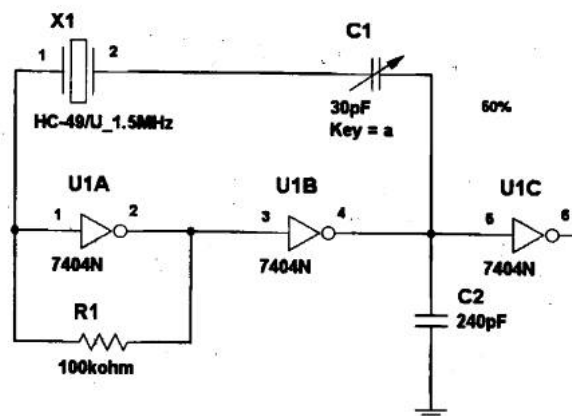 X1
C1
1
2
30pF
Key = a
50%
HC-49/U_1.5MHz
U1A
U1B
U1C
1
2
3
4
5
6
7404N
7404N
7404N
R1
100kohm
C2
240pF